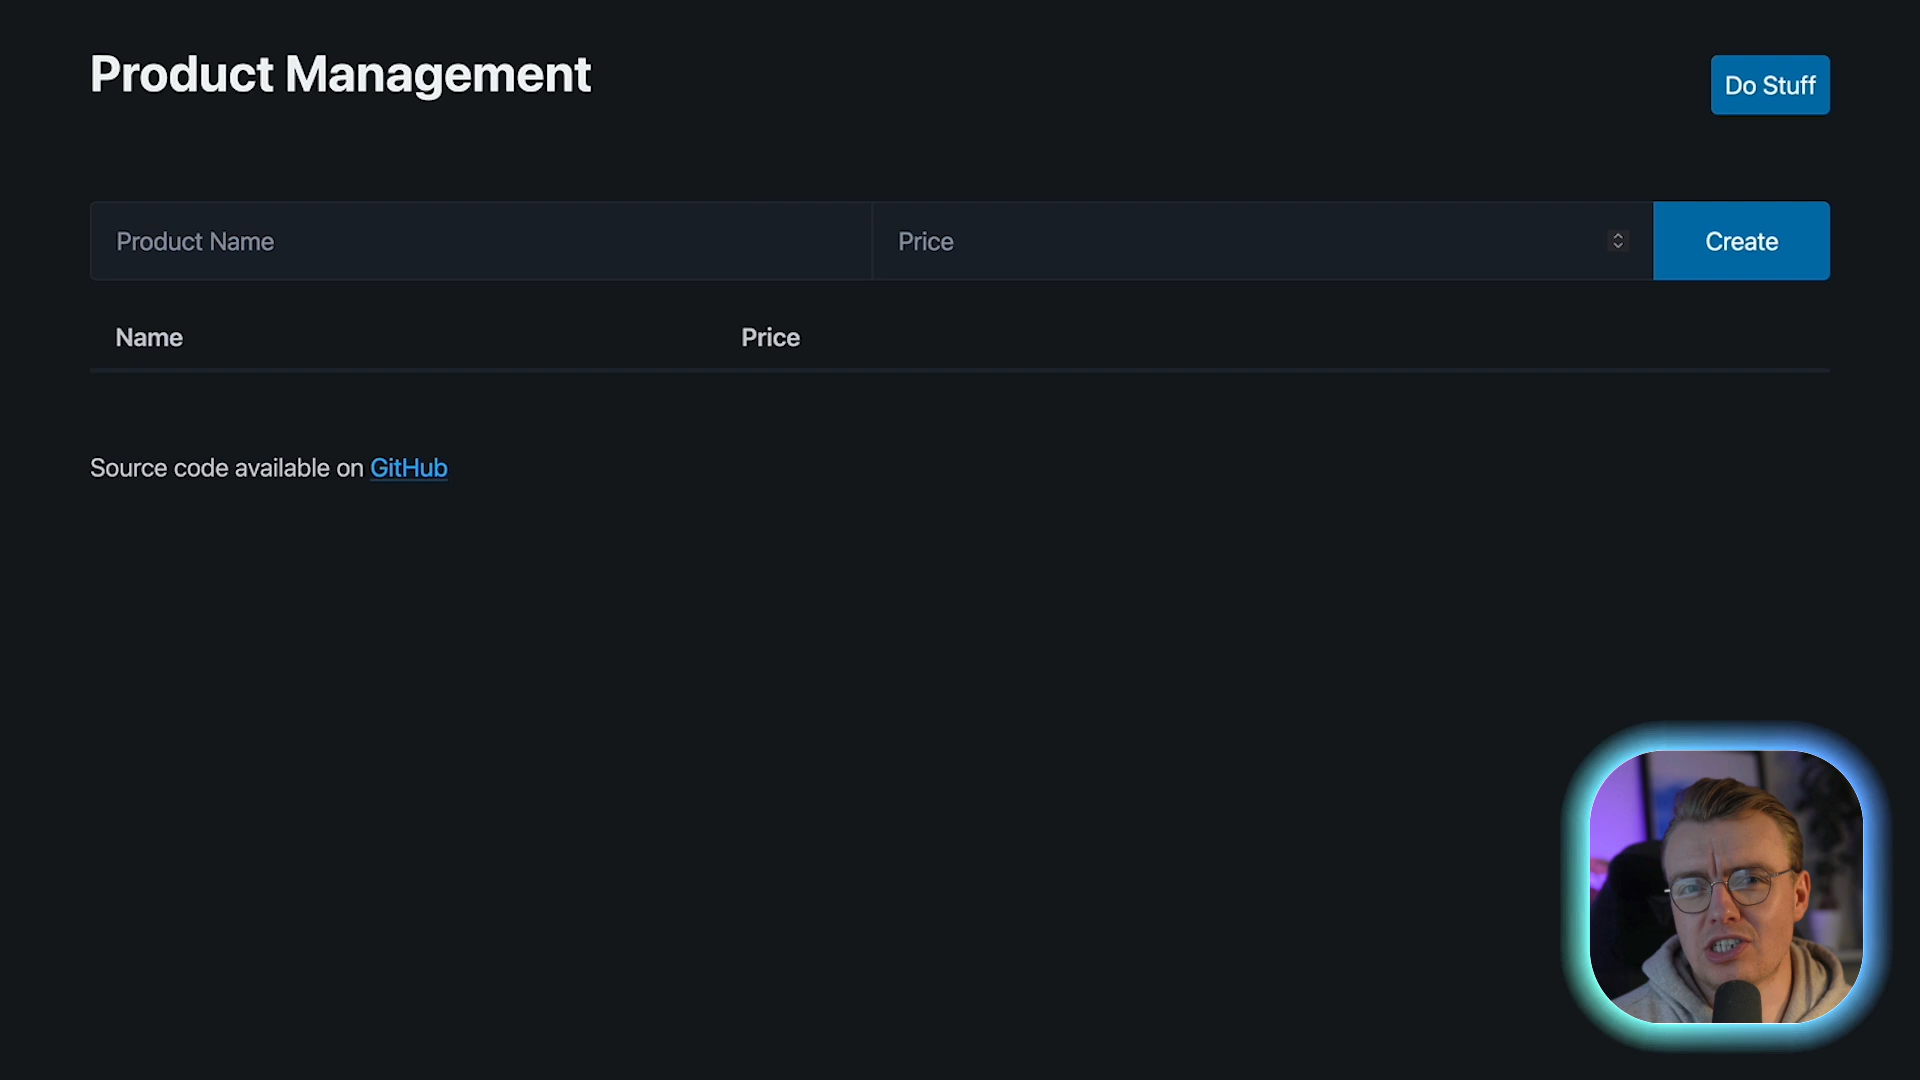 Product Management
Do Stuff
Product Name
Price
Create
Name
Price
Source code available on GitHub